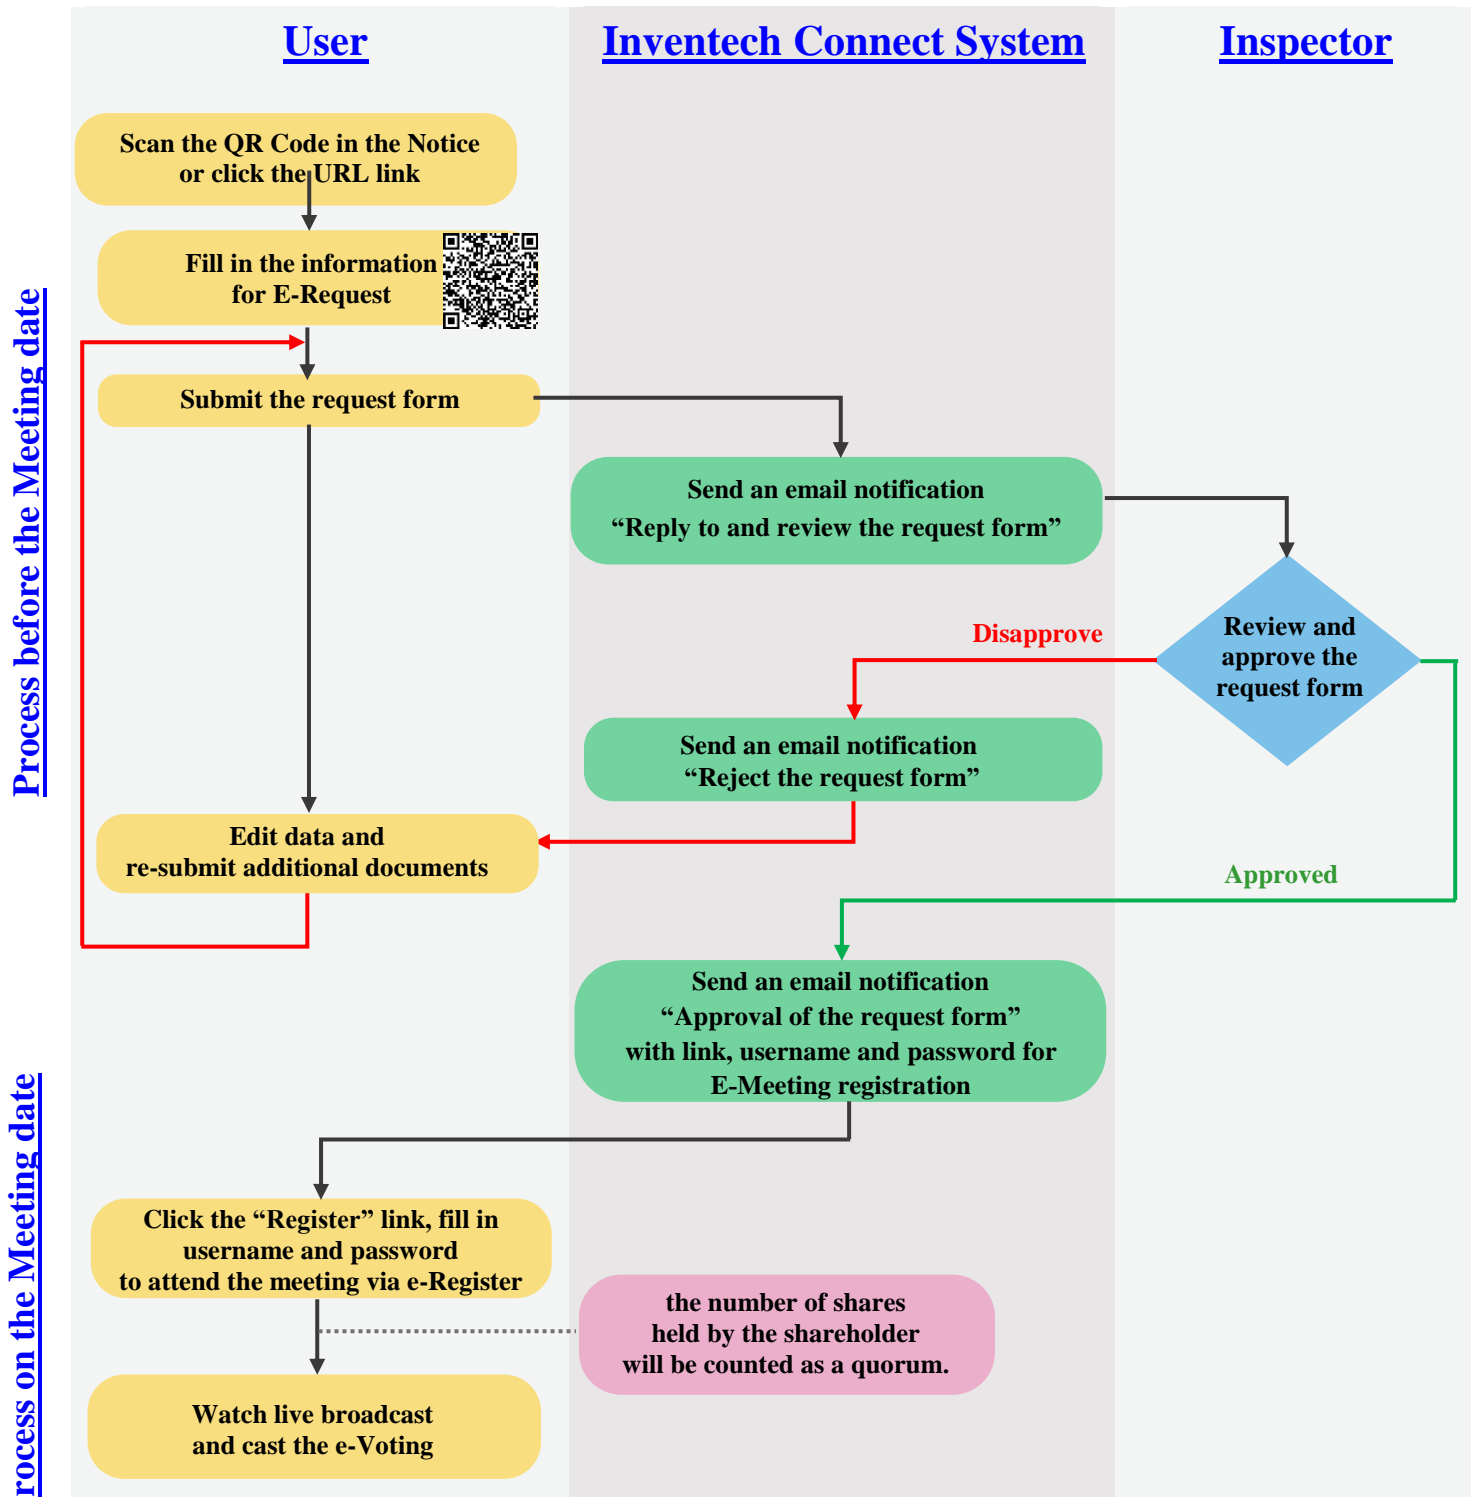 User
Inventech Connect System
Inspector
Process before the Meeting date
Scan the QR Code in the Notice
or click the URL link
Fill in the information
for E-Request
Submit the request form
Send an email notification
“Reply to and review the request form”
Review and
approve the
request form
Disapprove
Send an email notification
“Reject the request form”
Edit data and
re-submit additional documents
Approved
Send an email notification
“Approval of the request form”
with link, username and password for
E-Meeting registration
rocess on the Meeting date
Click the “Register” link, fill in
username and password
to attend the meeting via e-Register
the number of shares
held by the shareholder
will be counted as a quorum.
Watch live broadcast
and cast the e-Voting